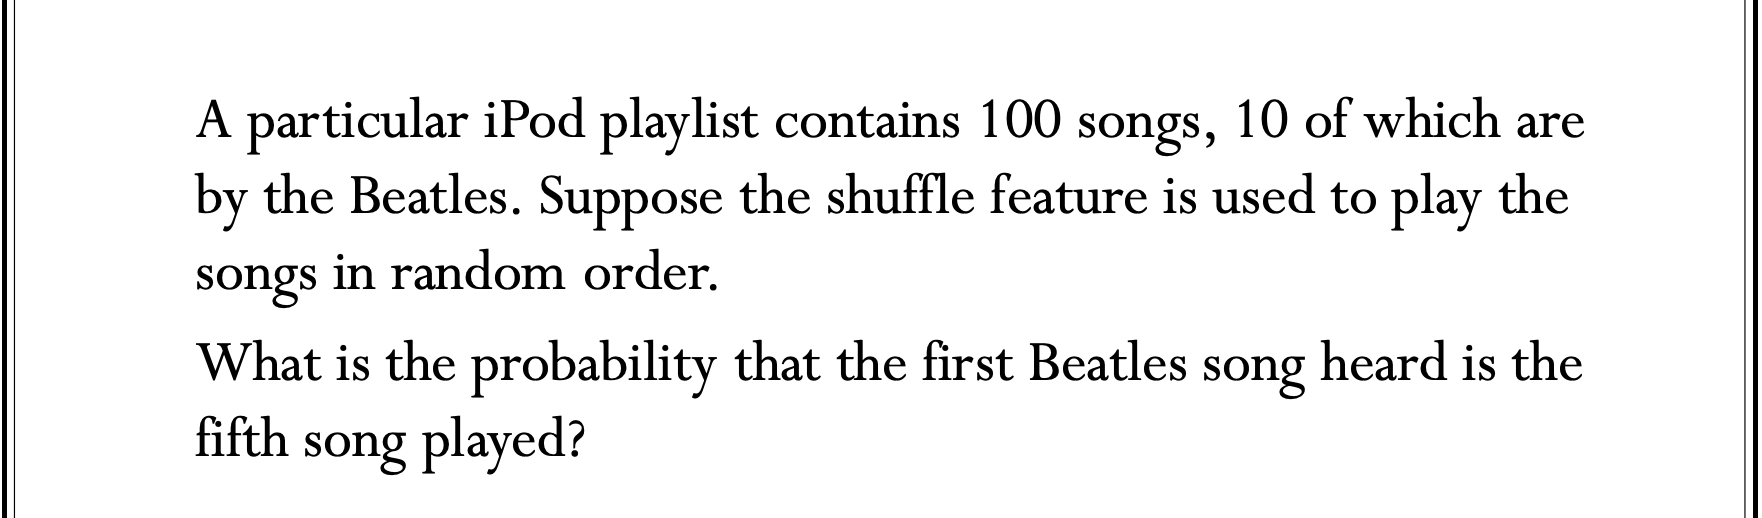 A particular iPod playlist contains 100 songs, 10 of which are
by the Beatles. Suppose the shuffle feature is used to play the
songs in random order.
What is the probability that the first Beatles song heard is the
fifth song played?